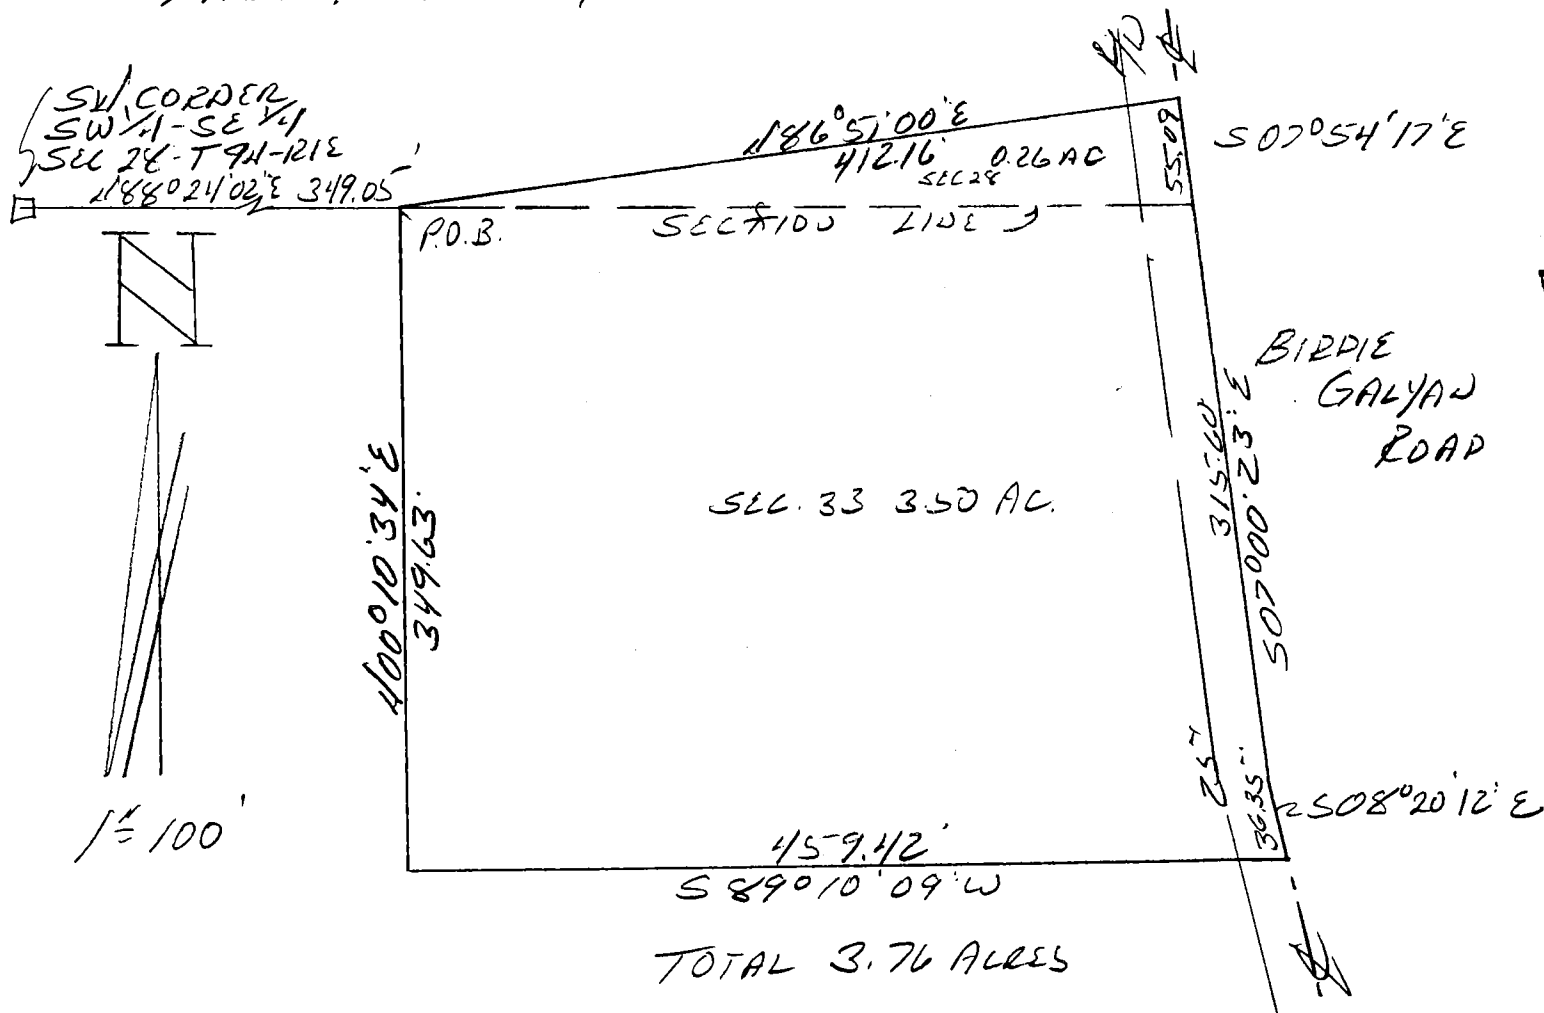 SW CORNER
SW 1/4 - SE 1/4
SEC 28 - T9N - R1E
N88°24'02"E 349.05'
P.O.B.
N86°51'00"E
412.16'
SEC 28 0.26 AC
55.09
S07°54'17"E
SECTION LINE
N
1" = 100'
N00°10'34"E
349.63'
SEC. 33 3.50 AC.
315.60'
S07°00'23"E
BIRDIE
GALYAN
ROAD
25'
36.35'
S08°20'12"E
459.42'
S89°10'09"W
TOTAL 3.76 ACRES